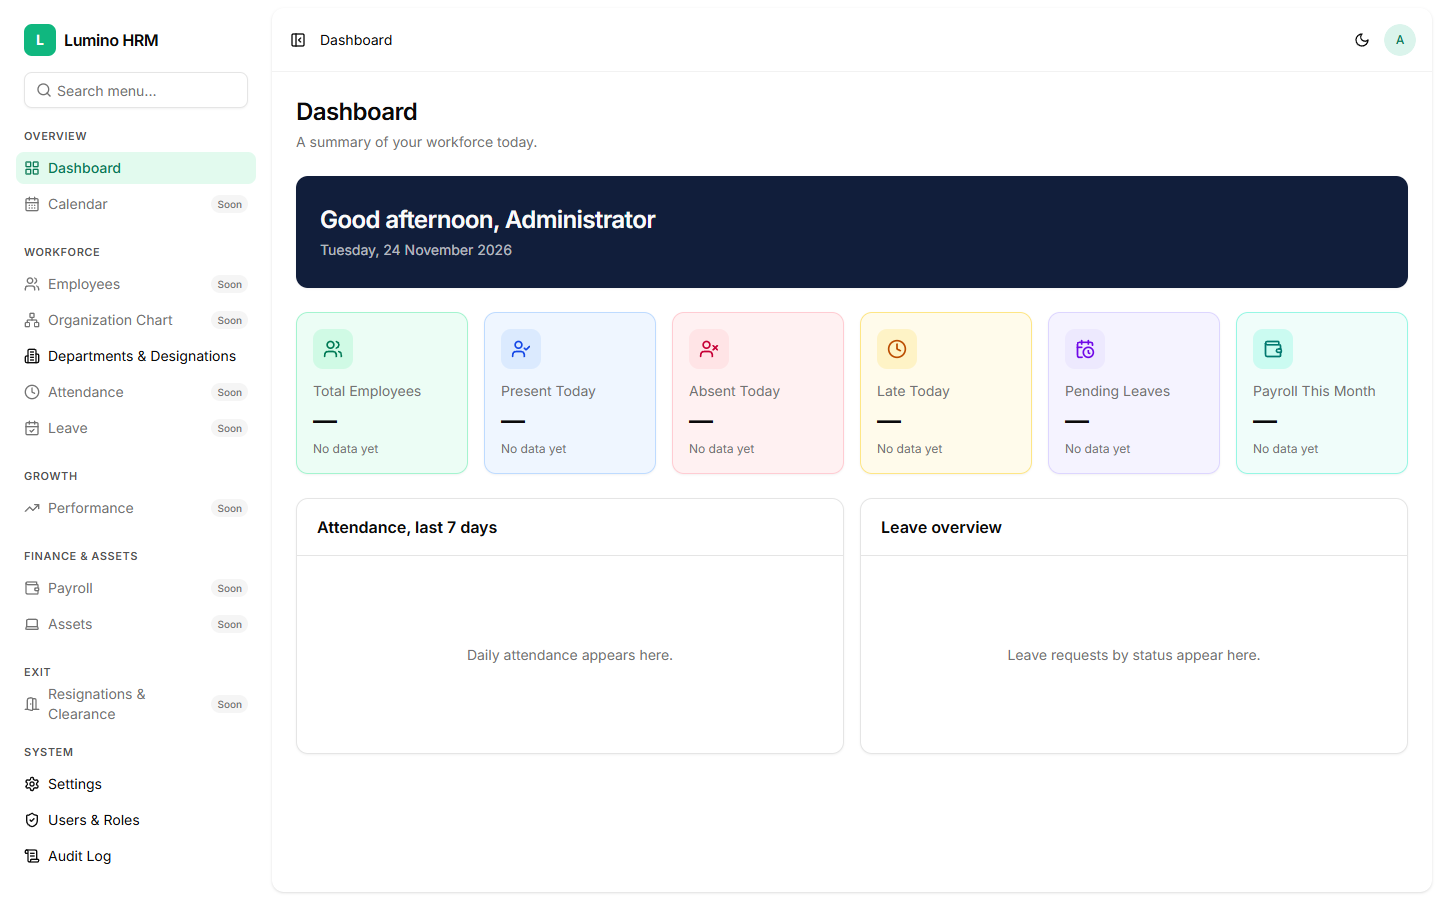 L
Lumino HRM
Search menu...
OVERVIEW
Dashboard
Calendar Soon
WORKFORCE
Employees Soon
Organization Chart Soon
Departments & Designations
Attendance Soon
Leave Soon
GROWTH
Performance Soon
FINANCE & ASSETS
Payroll Soon
Assets Soon
EXIT
Resignations &
Clearance Soon
SYSTEM
Settings
Users & Roles
Audit Log
Dashboard
A
Dashboard
A summary of your workforce today.
Good afternoon, Administrator
Tuesday, 24 November 2026
Total Employees
—
No data yet
Present Today
—
No data yet
Absent Today
—
No data yet
Late Today
—
No data yet
Pending Leaves
—
No data yet
Payroll This Month
—
No data yet
Attendance, last 7 days
Daily attendance appears here.
Leave overview
Leave requests by status appear here.